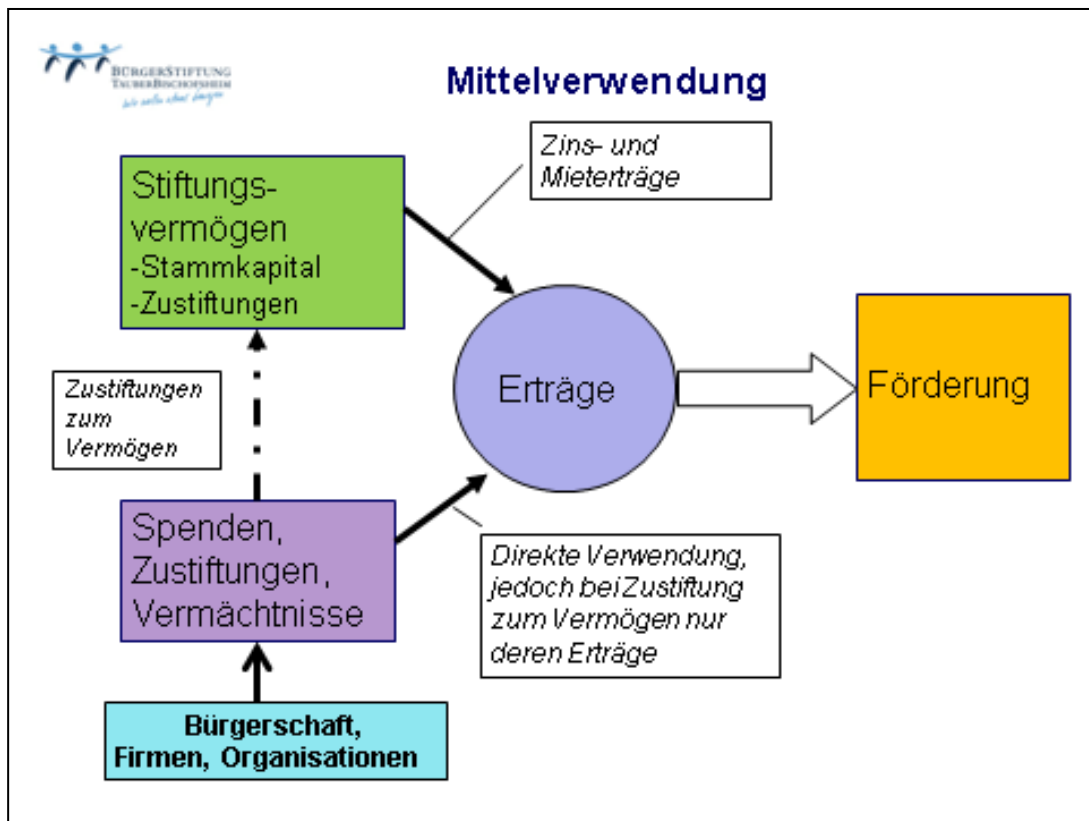 BÜRGERSTIFTUNG
TAUBERBISCHOFSHEIM
Mittelverwendung
Zins- und
Mieterträge
Stiftungs-
vermögen
-Stammkapital
-Zustiftungen
Zustiftungen
zum
Vermögen
Erträge
Förderung
Spenden,
Zustiftungen,
Vermächtnisse
Direkte Verwendung,
jedoch bei Zustiftung
zum Vermögen nur
deren Erträge
Bürgerschaft,
Firmen, Organisationen